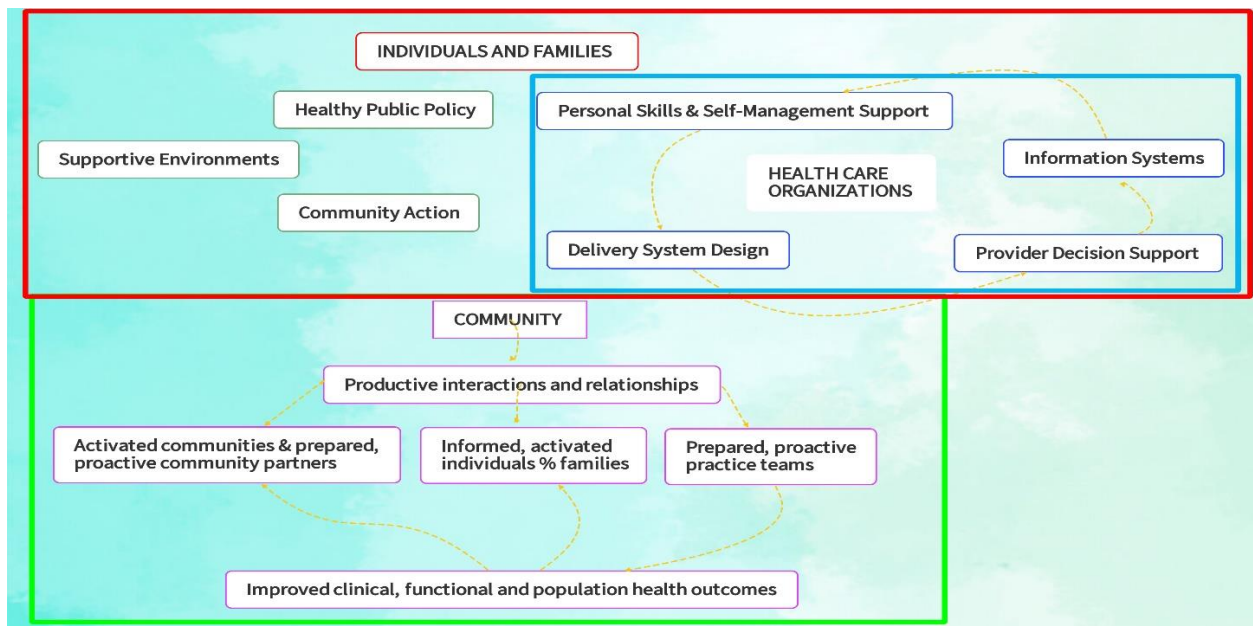 INDIVIDUALS AND FAMILIES
Healthy Public Policy
Supportive Environments
Community Action
Personal Skills & Self-Management Support
HEALTH CARE
ORGANIZATIONS
Information Systems
Delivery System Design
Provider Decision Support
COMMUNITY
Productive interactions and relationships
Activated communities & prepared,
proactive community partners
Informed, activated
individuals % families
Prepared, proactive
practice teams
Improved clinical, functional and population health outcomes